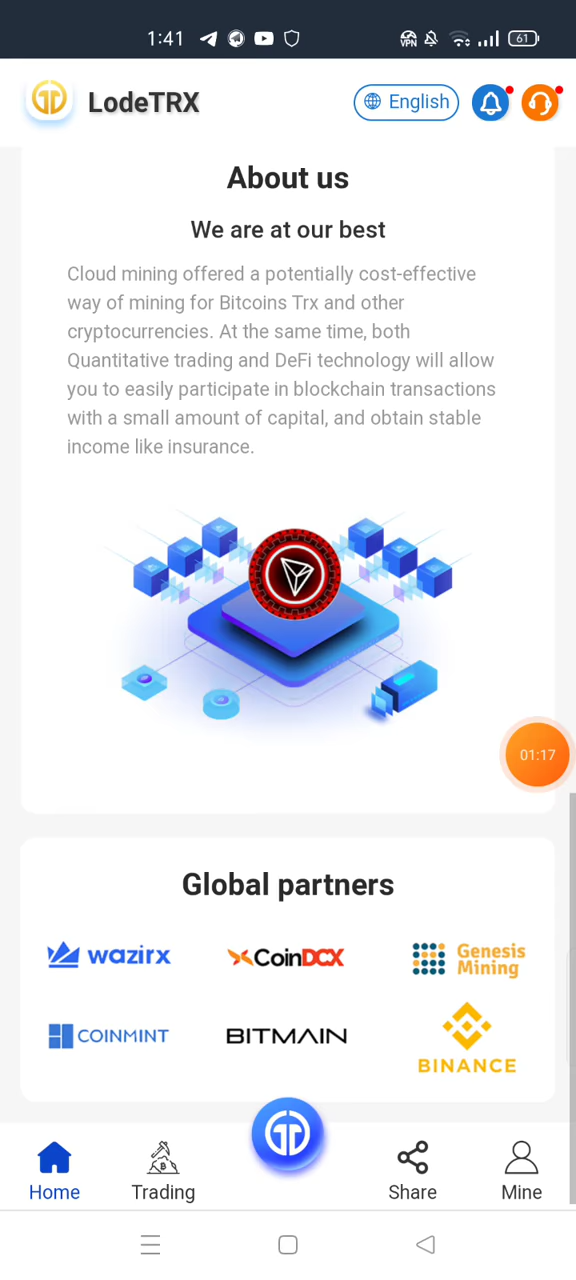 1:41
VPN
61
LodeTRX
English
About us
We are at our best
Cloud mining offered a potentially cost-effective
way of mining for Bitcoins Trx and other
cryptocurrencies. At the same time, both
Quantitative trading and DeFi technology will allow
you to easily participate in blockchain transactions
with a small amount of capital, and obtain stable
income like insurance.
01:17
Global partners
wazirx
CoinDCX
Genesis
Mining
COINMINT
BITMAIN
BINANCE
Home
Trading
Share
Mine